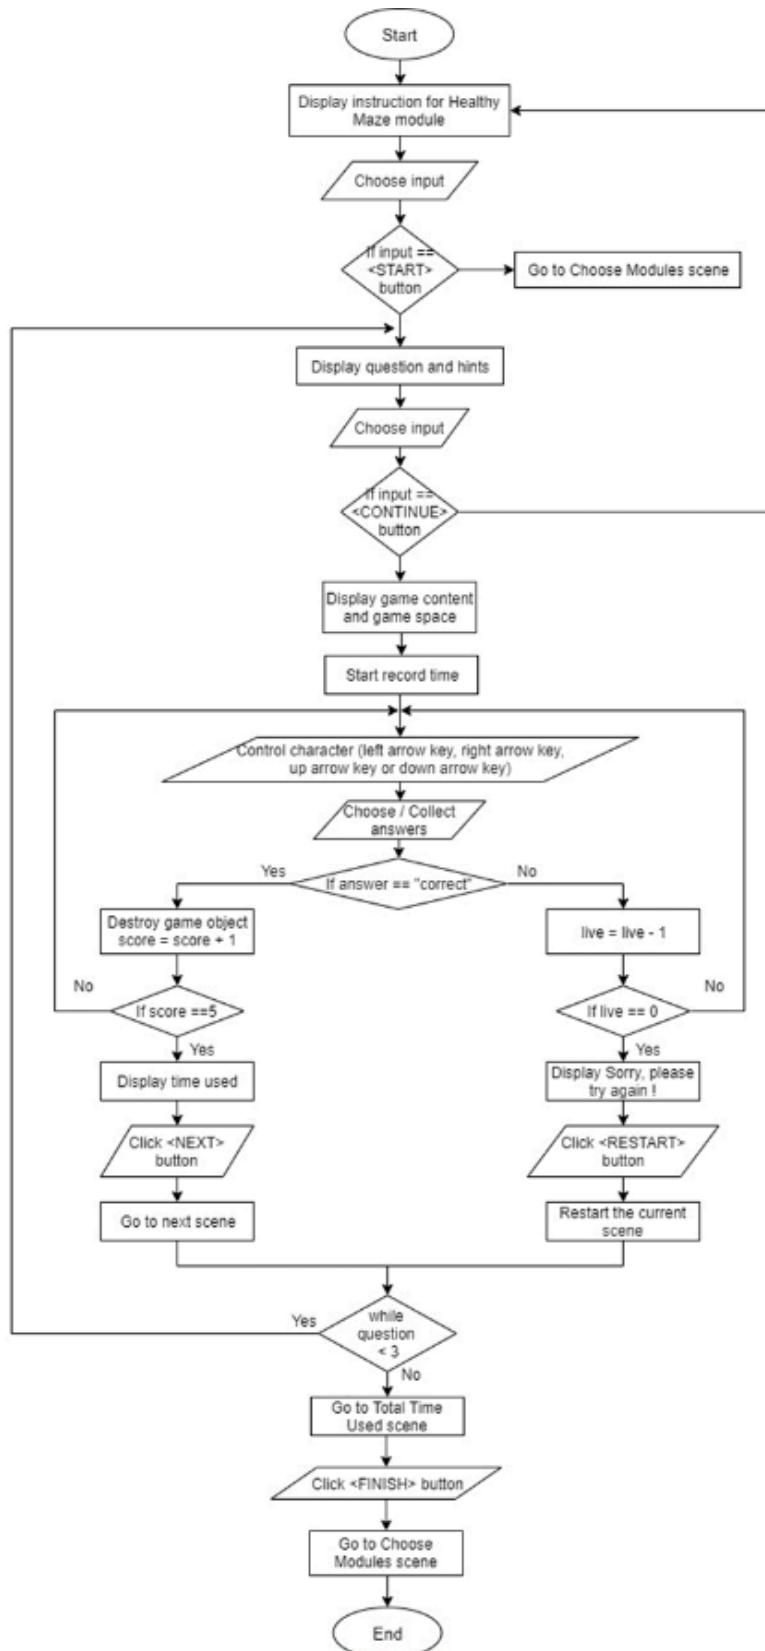 Start
Display instruction for Healthy
Maze module
Choose input
If input ==
<START>
button
Go to Choose Modules scene
Display question and hints
Choose input
If input ==
<CONTINUE>
button
Display game content
and game space
Start record time
Control character (left arrow key, right arrow key,
up arrow key or down arrow key)
Choose / Collect
answers
Yes
If answer == "correct"
No
Destroy game object
score = score + 1
live = live - 1
No
If score ==5
If live == 0
No
Yes
Yes
Display time used
Display Sorry, please
try again !
Click <NEXT>
button
Click <RESTART>
button
Go to next scene
Restart the current
scene
Yes
while
question
< 3
No
Go to Total Time
Used scene
Click <FINISH> button
Go to Choose
Modules scene
End